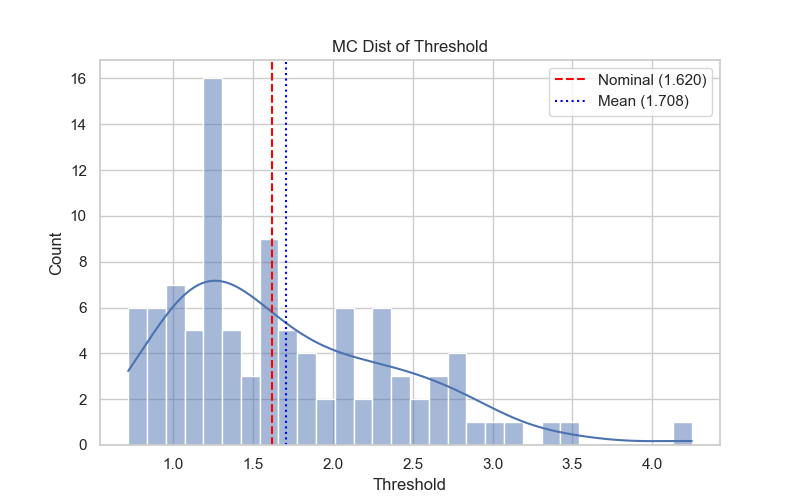 MC Dist of Threshold
Nominal (1.620)
Mean (1.708)
Count
16
14
12
10
8
6
4
2
0
1.0 1.5 2.0 2.5 3.0 3.5 4.0
Threshold